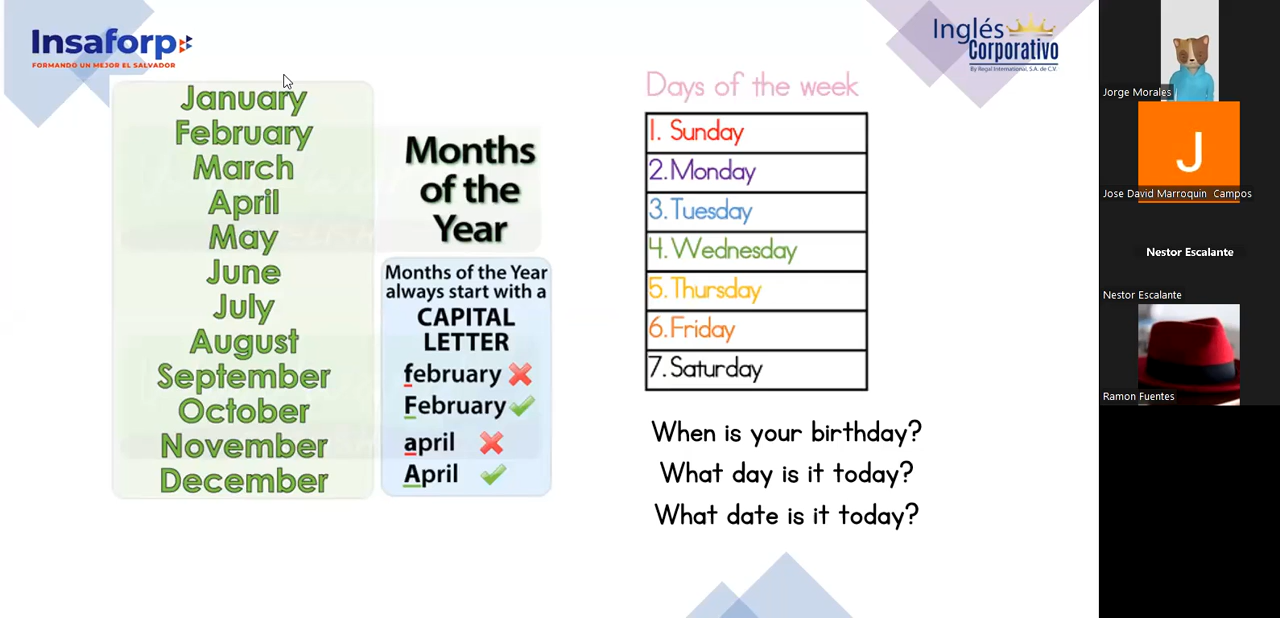 Insaforp
FORMANDO UN MEJOR EL SALVADOR
Inglés
Corporativo
By Regal International, S.A. de C.V.
January
February
March
April
May
June
July
August
September
October
November
December
Months
of the
Year
Months of the Year
always start with a
CAPITAL
LETTER
february
February
april
April
Days of the week
1. Sunday
2. Monday
3. Tuesday
4. Wednesday
5. Thursday
6. Friday
7. Saturday
When is your birthday?
What day is it today?
What date is it today?
Jorge Morales
J
Jose David Marroquín Campos
Nestor Escalante
Nestor Escalante
Ramon Fuentes